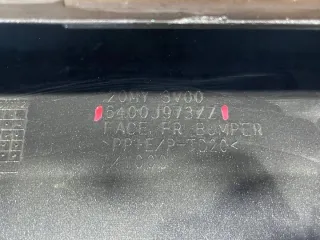 20MY SV00
6400J973ZZ
FACE, FR BUMPER
>PP+E/P-TD20<